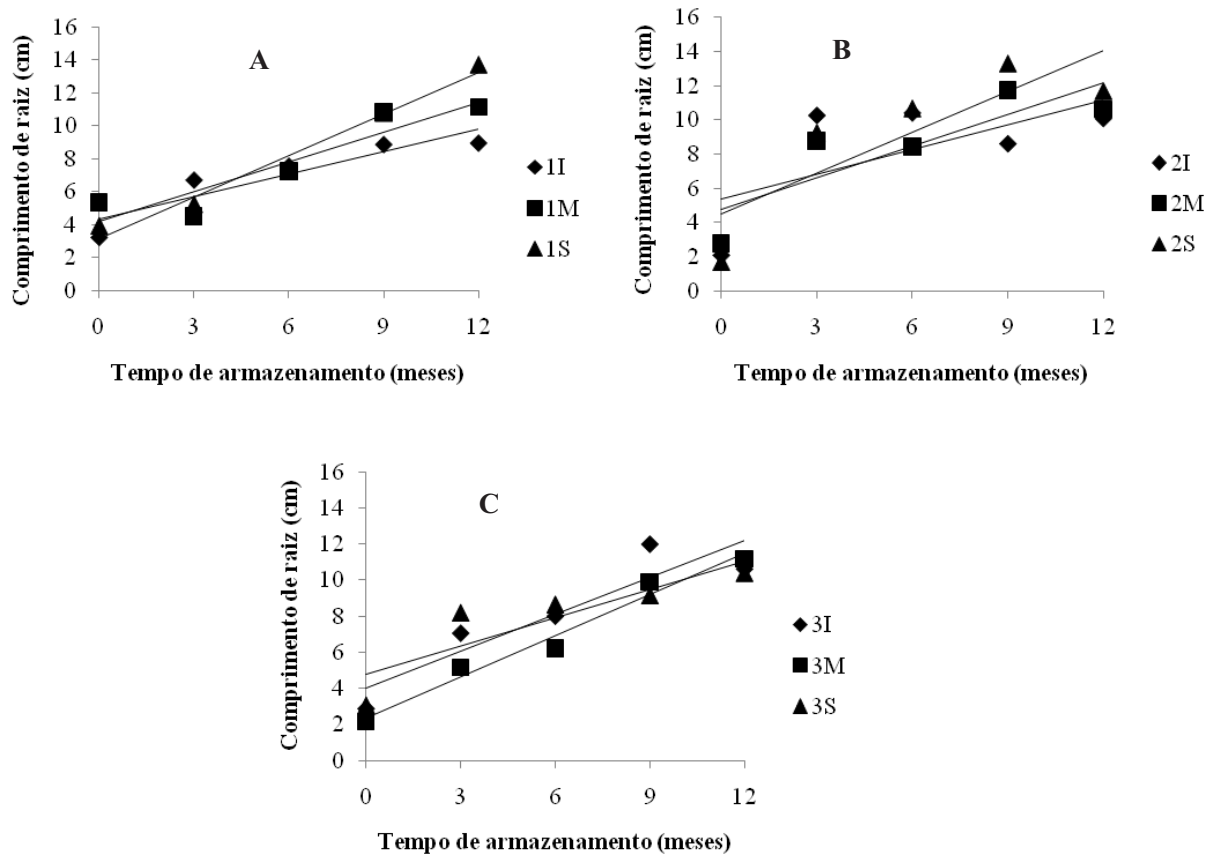 A
Comprimento de raiz (cm)
16
14
12
10
8
6
4
2
0
0 3 6 9 12
Tempo de armazenamento (meses)
1I
1M
1S
B
Comprimento de raiz (cm)
16
14
12
10
8
6
4
2
0
0 3 6 9 12
Tempo de armazenamento (meses)
2I
2M
2S
C
Comprimento de raiz (cm)
16
14
12
10
8
6
4
2
0
0 3 6 9 12
Tempo de armazenamento (meses)
3I
3M
3S